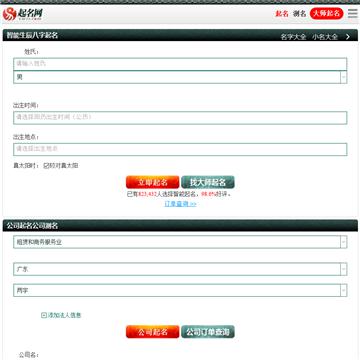 起名网
起名 测名 大师起名
智能生辰八字起名 名字大全 小名大全
姓氏:
请输入姓氏
男
出生时间:
请选择阳历出生时间(公历)
出生地点:
请选择出生地点
真太阳时: 校对真太阳
立即起名 找大师起名
已有823,432人选择智能起名,98.6%好评。
订单查询 >>
公司起名公司测名
租赁和商务服务业
广东
两字
添加法人信息
公司起名 公司订单查询
公司名: